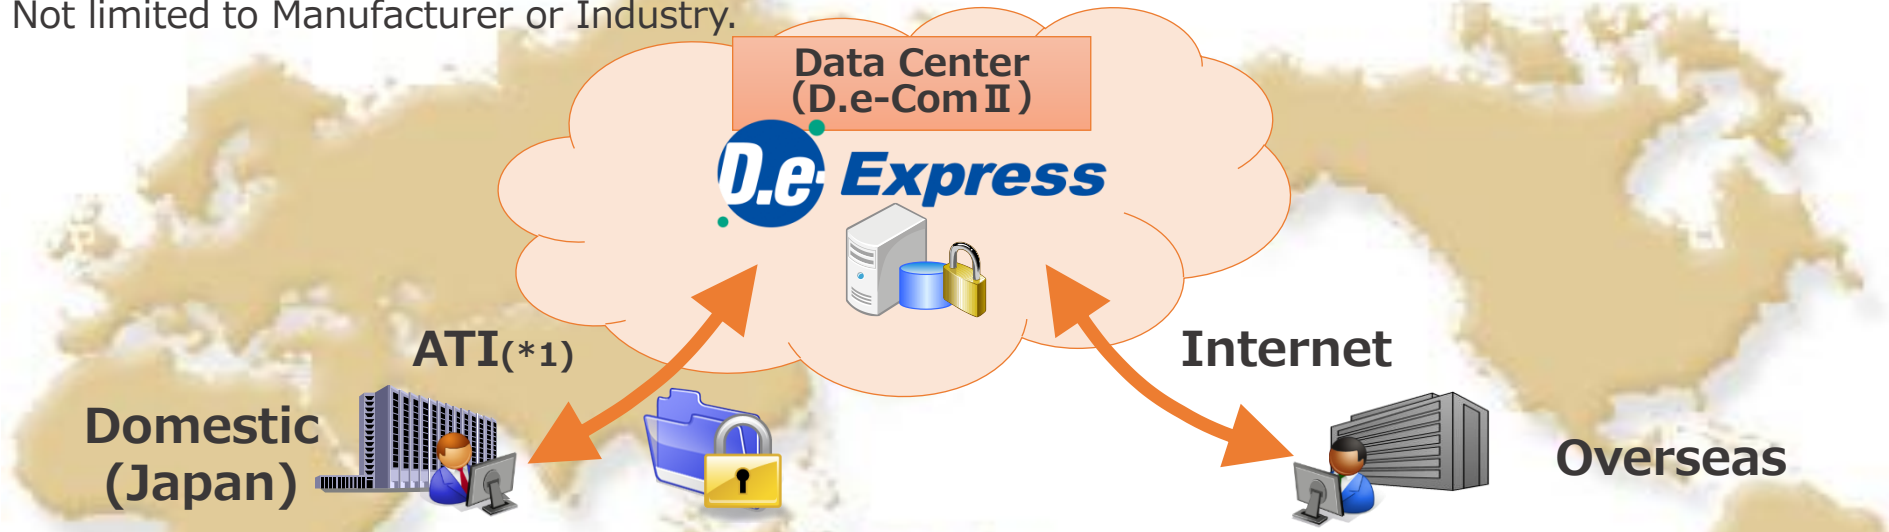 Not limited to Manufacturer or Industry.
Data Center
(D.e-ComⅡ)
D.e Express
ATI(*1)
Internet
Domestic
(Japan)
Overseas